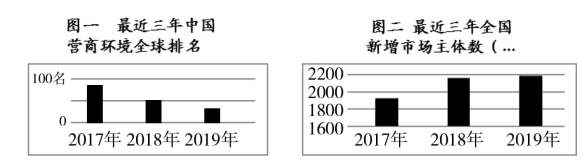 图一 最近三年中国
营商环境全球排名
100名
0
2017年 2018年 2019年
图二 最近三年全国
新增市场主体数（...
2200
2000
1800
1600
2017年 2018年 2019年